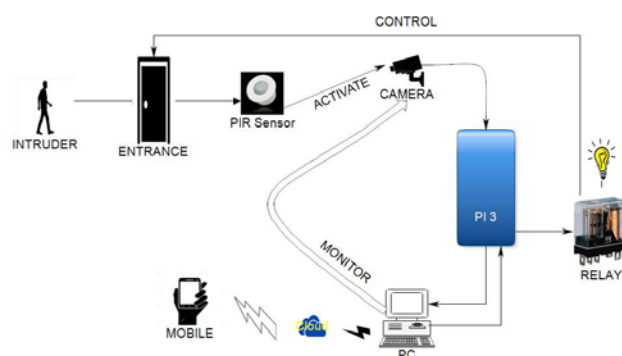 CONTROL
ACTIVATE
CAMERA
PIR Sensor
INTRUDER
ENTRANCE
PI 3
RELAY
MONITOR
MOBILE
Cloud
PC